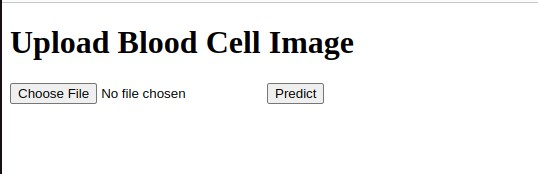 Upload Blood Cell Image
Choose File No file chosen Predict